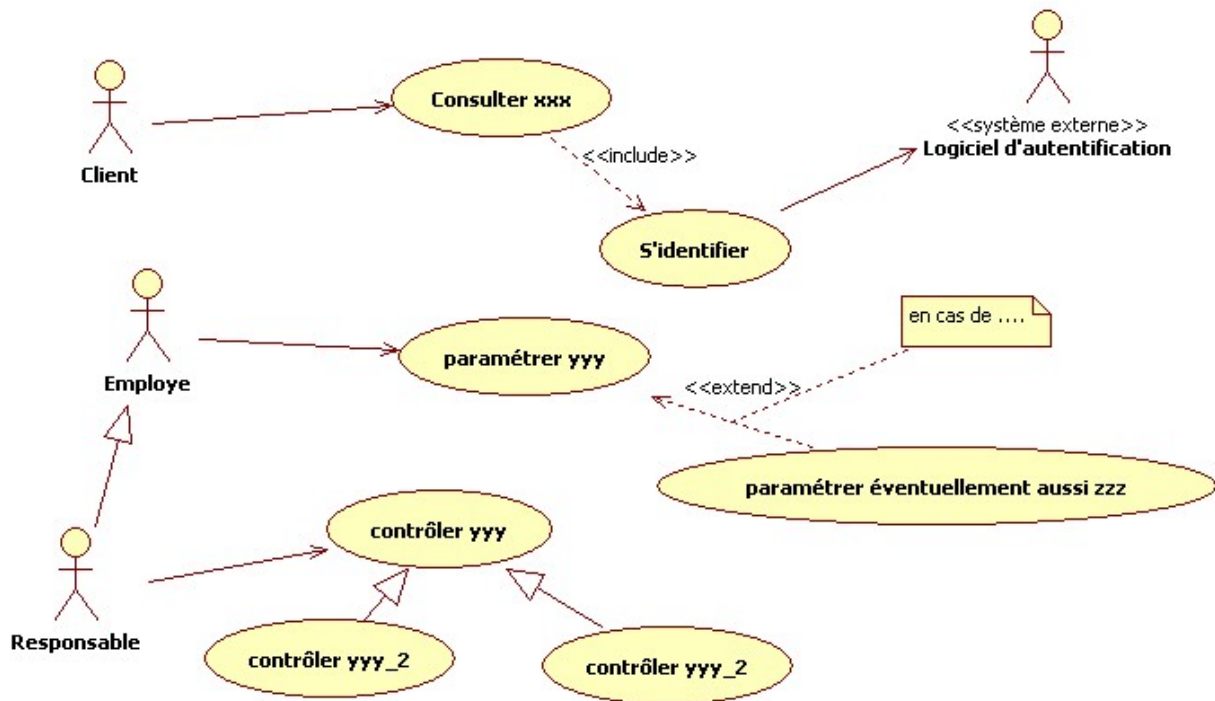 Consulter xxx
Client
<<include>>
<<système externe>>
Logiciel d'autentification
S'identifier
Employe
paramétrer yyy
en cas de ....
<<extend>>
paramétrer éventuellement aussi zzz
contrôler yyy
Responsable
contrôler yyy_2
contrôler yyy_2